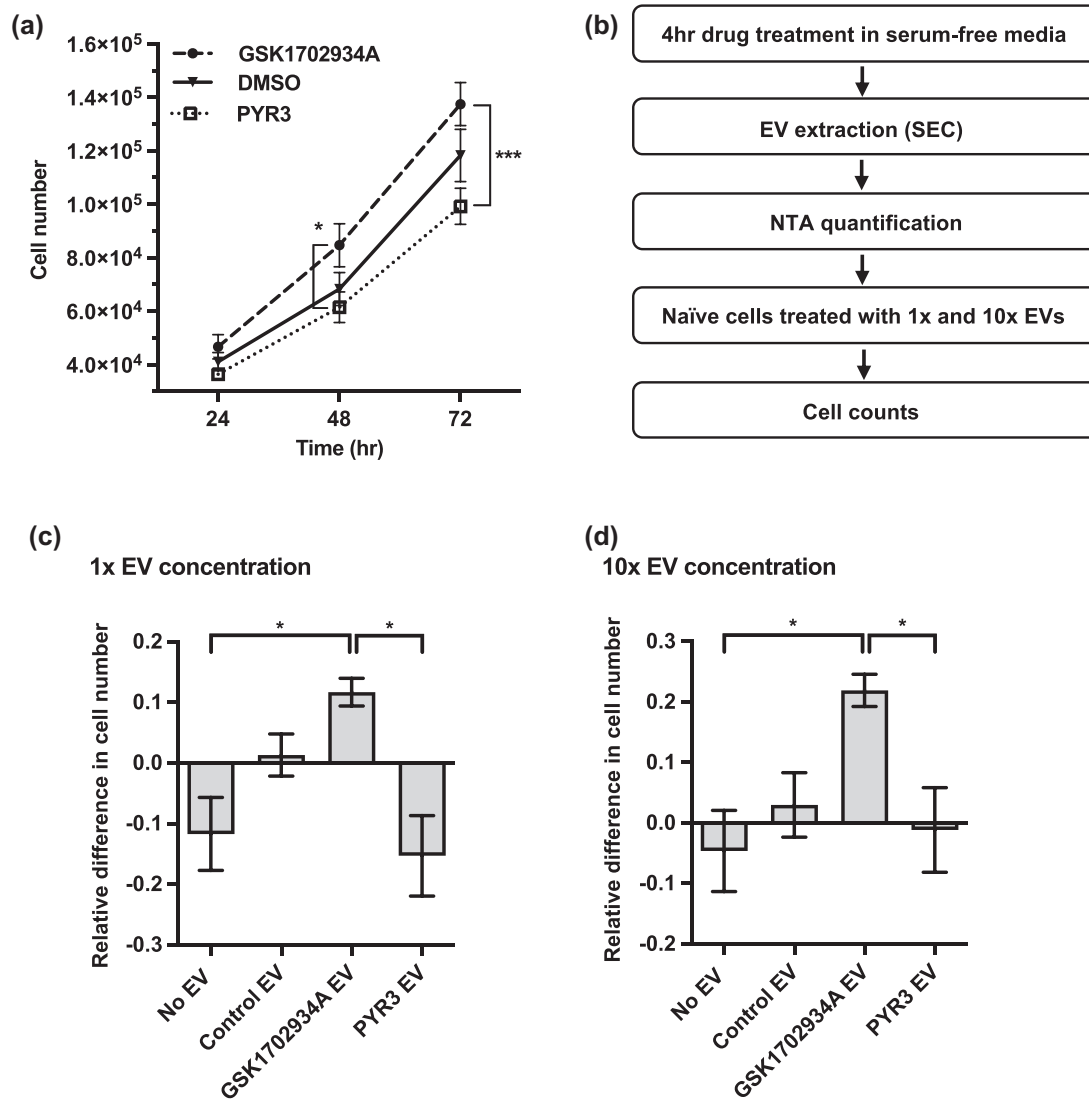 (a)
1.6×10⁵
1.4×10⁵
1.2×10⁵
1.0×10⁵
8.0×10⁴
6.0×10⁴
4.0×10⁴
Cell number
GSK1702934A
DMSO
PYR3
*
***
24 48 72
Time (hr)
(b)
4hr drug treatment in serum-free media
EV extraction (SEC)
NTA quantification
Naïve cells treated with 1x and 10x EVs
Cell counts
(c)
1x EV concentration
Relative difference in cell number
0.2
0.1
0.0
-0.1
-0.2
-0.3
* *
No EV
Control EV
GSK1702934A EV
PYR3 EV
(d)
10x EV concentration
Relative difference in cell number
0.3
0.2
0.1
0.0
-0.1
-0.2
* *
No EV
Control EV
GSK1702934A EV
PYR3 EV